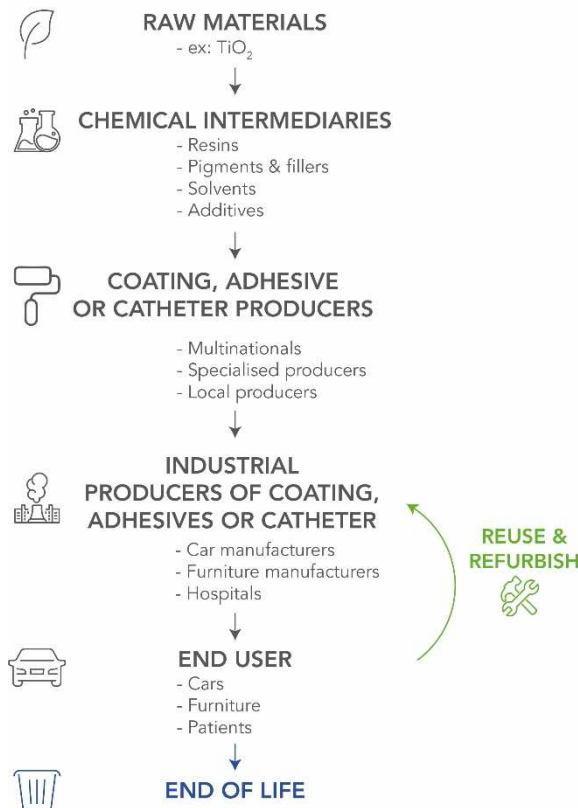 RAW MATERIALS
- ex: TiO₂
CHEMICAL INTERMEDIARIES
- Resins
- Pigments & fillers
- Solvents
- Additives
COATING, ADHESIVE
OR CATHETER PRODUCERS
- Multinationals
- Specialised producers
- Local producers
INDUSTRIAL
PRODUCERS OF COATING,
ADHESIVES OR CATHETER
- Car manufacturers
- Furniture manufacturers
- Hospitals
REUSE &
REFURBISH
END USER
- Cars
- Furniture
- Patients
END OF LIFE